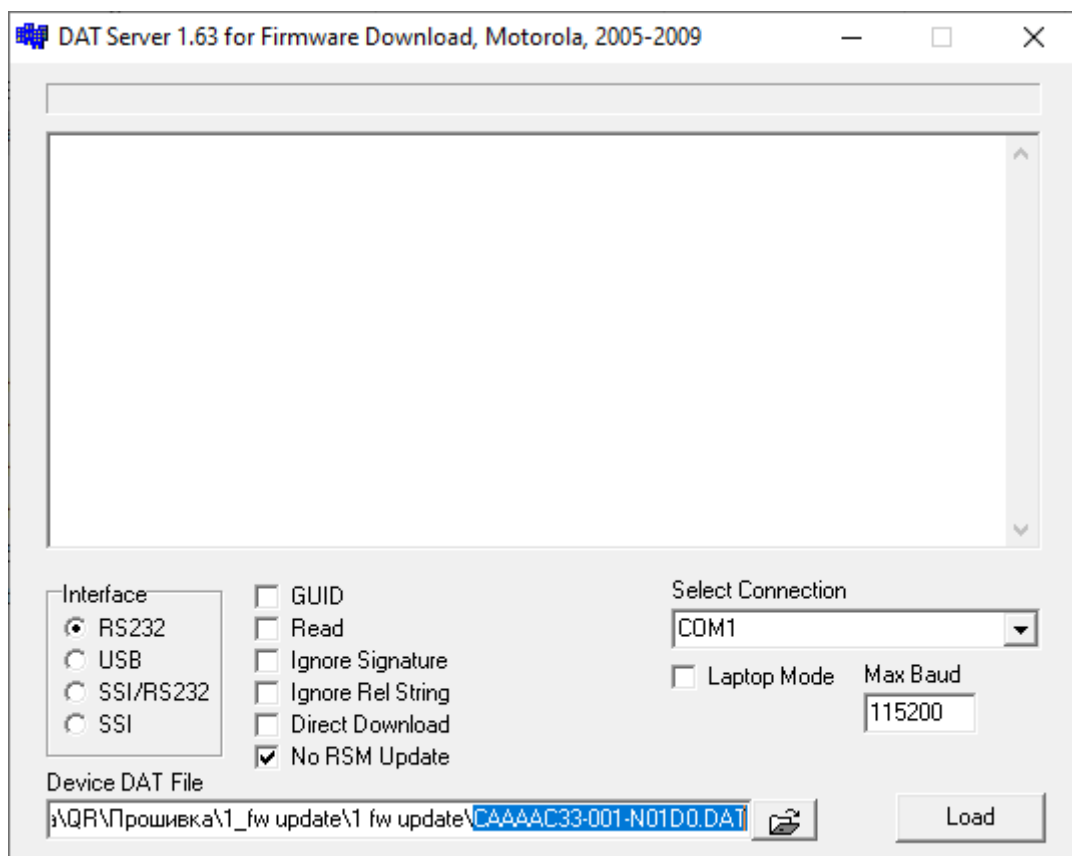 DAT Server 1.63 for Firmware Download, Motorola, 2005-2009
Interface
RS232
USB
SSI/RS232
SSI
GUID
Read
Ignore Signature
Ignore Rel String
Direct Download
No RSM Update
Select Connection
COM1
Laptop Mode
Max Baud
115200
Device DAT File
\QR\Прошивка\1_fw update\1 fw update\CAAAAC33-001-N01D0.DAT
Load